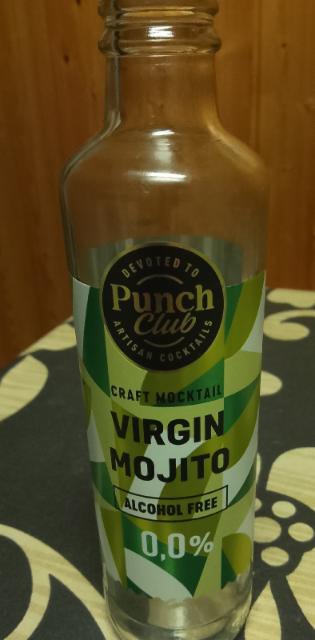 DEVOTED TO
Punch
Club
ARTISAN COCKTAILS
CRAFT MOCKTAIL
VIRGIN
MOJITO
ALCOHOL FREE
0,0%